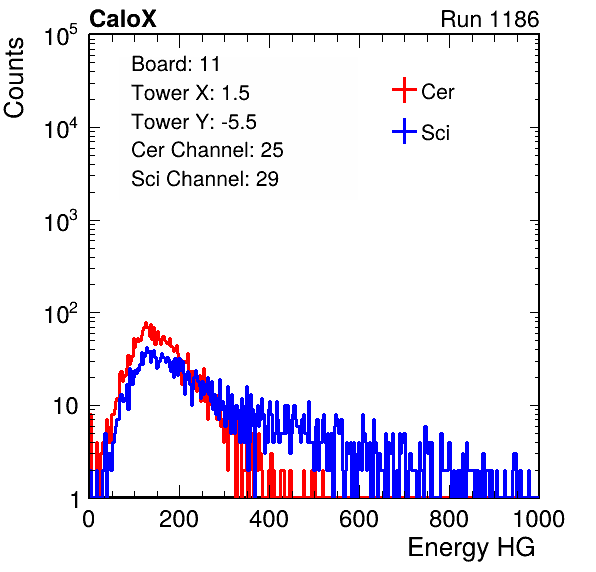 CaloX Run 1186
Counts
Board: 11
Tower X: 1.5
Tower Y: -5.5
Cer Channel: 25
Sci Channel: 29
Cer
Sci
10^5
10^4
10^3
10^2
10
1
0 200 400 600 800 1000
Energy HG